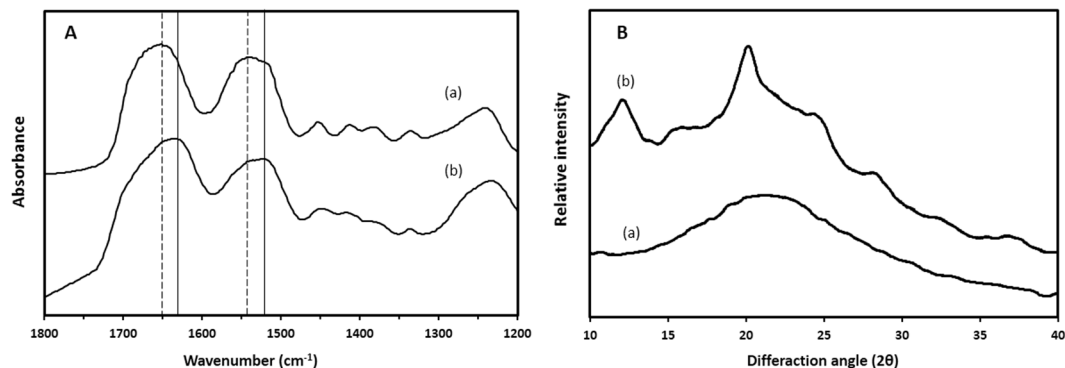 A
(a)
(b)
Absorbance
1800 1700 1600 1500 1400 1300 1200
Wavenumber (cm⁻¹)
B
(b)
(a)
Relative intensity
10 15 20 25 30 35 40
Differaction angle (2θ)